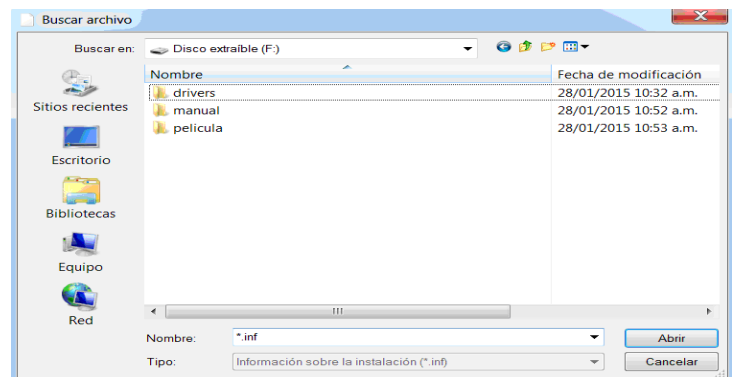 Buscar archivo
Buscar en: Disco extraíble (F:)
Nombre Fecha de modificación
drivers 28/01/2015 10:32 a.m.
manual 28/01/2015 10:52 a.m.
pelicula 28/01/2015 10:53 a.m.
Sitios recientes
Escritorio
Bibliotecas
Equipo
Red
Nombre: *.inf Abrir
Tipo: Información sobre la instalación (*.inf) Cancelar